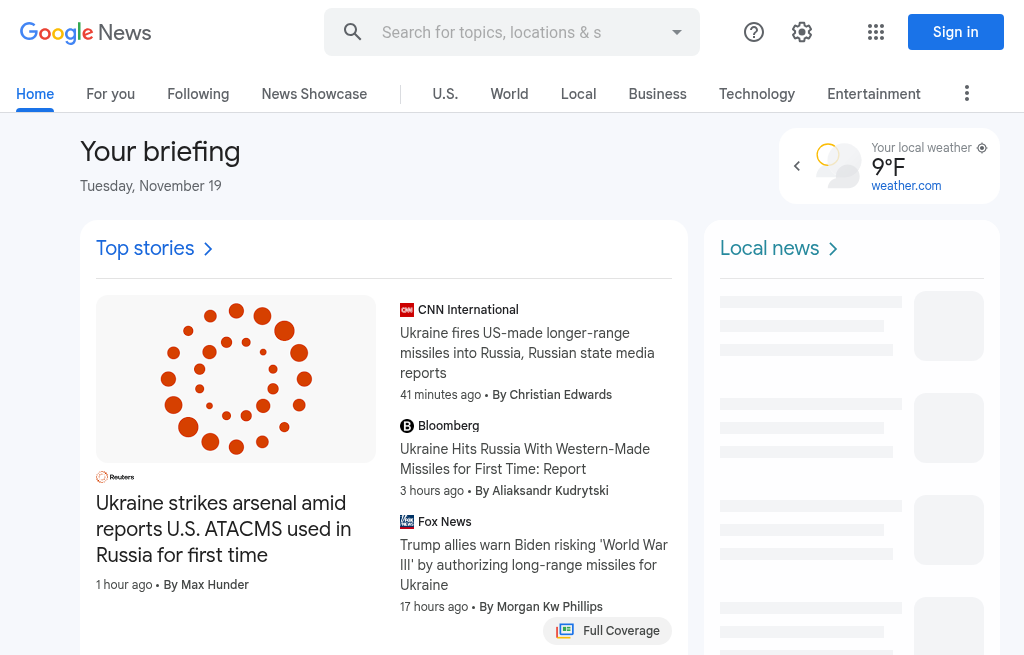 Google News
Search for topics, locations & s
Sign in
Home
For you
Following
News Showcase
U.S.
World
Local
Business
Technology
Entertainment
Your briefing
Tuesday, November 19
Your local weather
9°F
weather.com
Top stories
Reuters
Ukraine strikes arsenal amid
reports U.S. ATACMS used in
Russia for first time
1 hour ago • By Max Hunder
CNN International
Ukraine fires US-made longer-range
missiles into Russia, Russian state media
reports
41 minutes ago • By Christian Edwards
Bloomberg
Ukraine Hits Russia With Western-Made
Missiles for First Time: Report
3 hours ago • By Aliaksandr Kudrytski
Fox News
Trump allies warn Biden risking 'World War
III' by authorizing long-range missiles for
Ukraine
17 hours ago • By Morgan Kw Phillips
Full Coverage
Local news